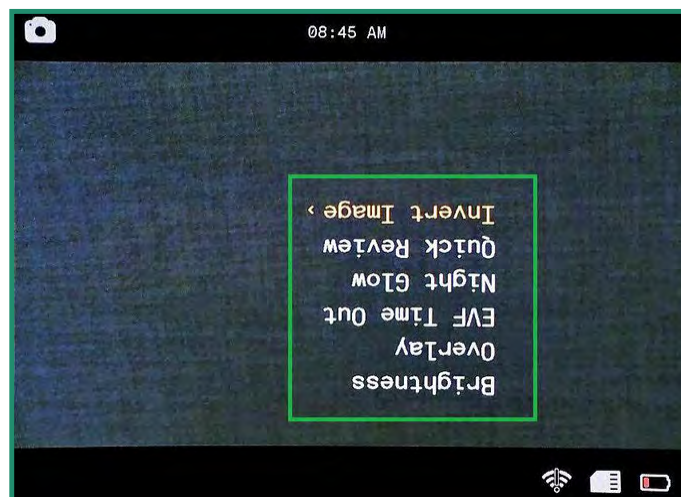 08:45 AM
Brightness
Overlay
EVF Time Out
Night Glow
Quick Review
Invert Image ›